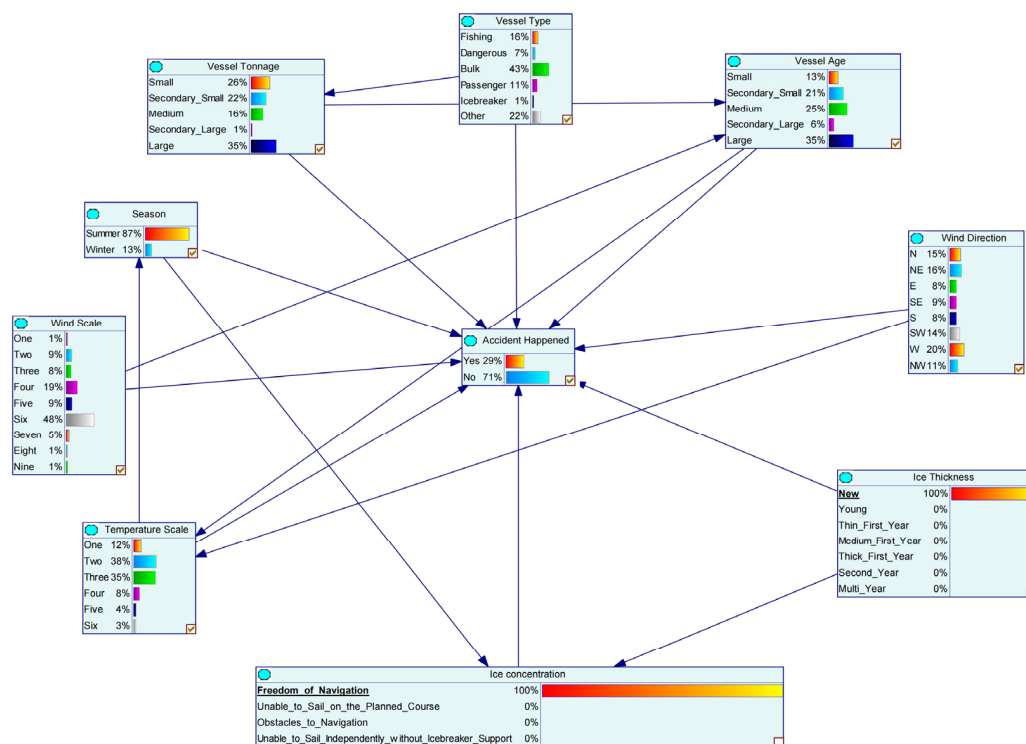 Vessel Type
Fishing 16%
Dangerous 7%
Bulk 43%
Passenger 11%
Icebreaker 1%
Other 22%
Vessel Tonnage
Small 26%
Secondary_Small 22%
Medium 16%
Secondary_Large 1%
Large 35%
Vessel Age
Small 13%
Secondary_Small 21%
Medium 25%
Secondary_Large 6%
Large 35%
Season
Summer 87%
Winter 13%
Wind Direction
N 15%
NE 16%
E 8%
SE 9%
S 8%
SW 14%
W 20%
NW 11%
Wind Scale
One 1%
Two 9%
Three 8%
Four 19%
Five 9%
Six 48%
Seven 5%
Eight 1%
Nine 1%
Accident Happened
Yes 29%
No 71%
Ice Thickness
New 100%
Young 0%
Thin_First_Year 0%
Medium_First_Year 0%
Thick_First_Year 0%
Second_Year 0%
Multi_Year 0%
Temperature Scale
One 12%
Two 38%
Three 35%
Four 8%
Five 4%
Six 3%
Ice concentration
Freedom_of_Navigation 100%
Unable_to_Sail_on_the_Planned_Course 0%
Obstacles_to_Navigation 0%
Unable_to_Sail_Independently_without_Icebreaker_Support 0%